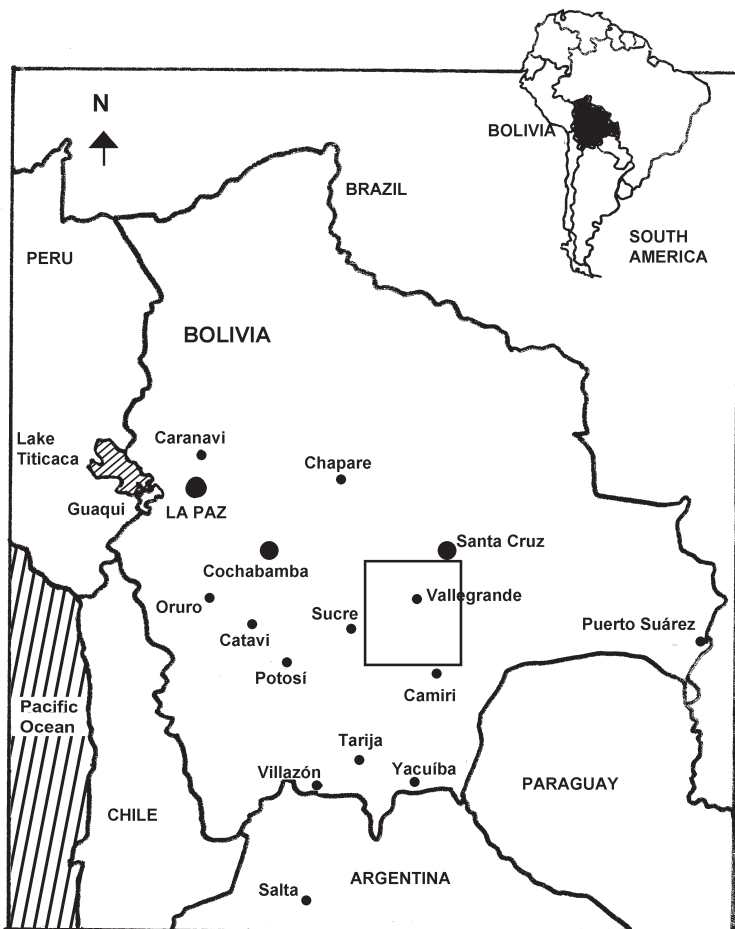 N
BOLIVIA
BRAZIL
SOUTH
AMERICA
PERU
BOLIVIA
Lake
Titicaca
Caranavi
Chapare
Guaqui
LA PAZ
Santa Cruz
Cochabamba
Vallegrande
Oruro
Sucre
Puerto Suárez
Catavi
Potosí
Camiri
Pacific
Ocean
Tarija
Villazón
Yacuíba
PARAGUAY
CHILE
ARGENTINA
Salta